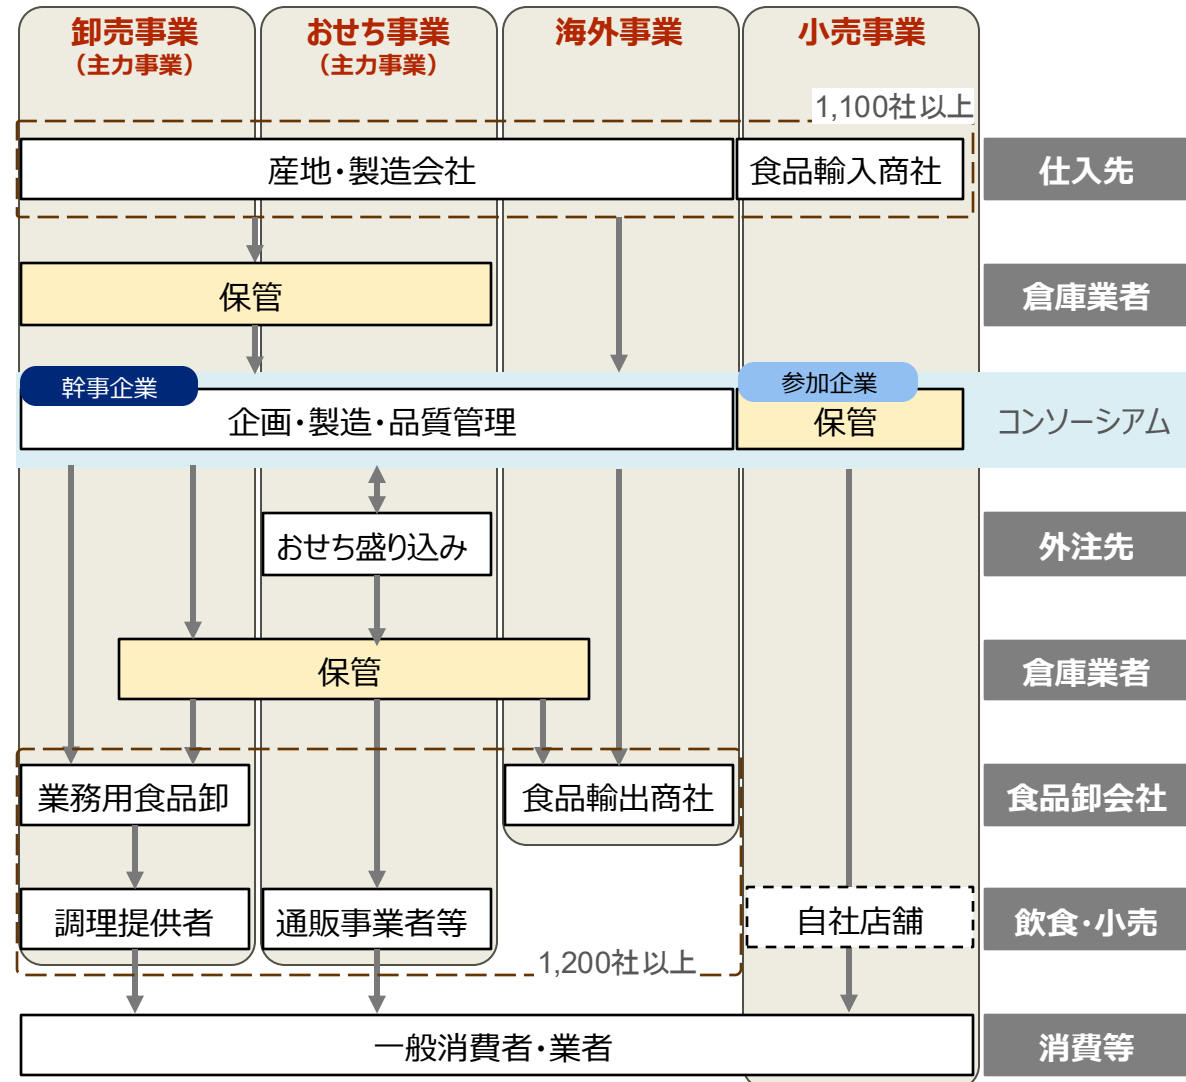 卸売事業
（主力事業）
おせち事業
（主力事業）
海外事業
小売事業
1,100社以上
産地・製造会社
食品輸入商社
仕入先
保管
倉庫業者
幹事企業
参加企業
企画・製造・品質管理
保管
コンソーシアム
おせち盛り込み
外注先
保管
倉庫業者
業務用食品卸
食品輸出商社
食品卸会社
調理提供者
通販事業者等
自社店舗
飲食・小売
1,200社以上
一般消費者・業者
消費等